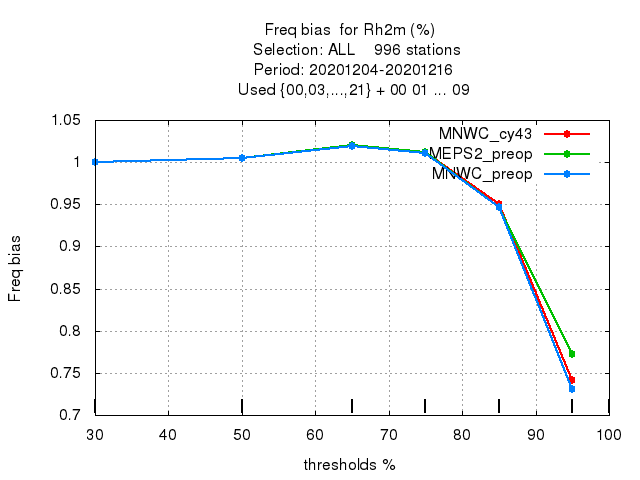 Freq bias  for Rh2m (%)
Selection: ALL    996 stations
Period: 20201204-20201216
Used {00,03,...,21} + 00 01 ... 09
1.05
1
0.95
0.9
0.85
0.8
0.75
0.7
Freq bias
MNWC_cy43
MEPS2_preop
MNWC_preop
30 40 50 60 70 80 90 100
thresholds %